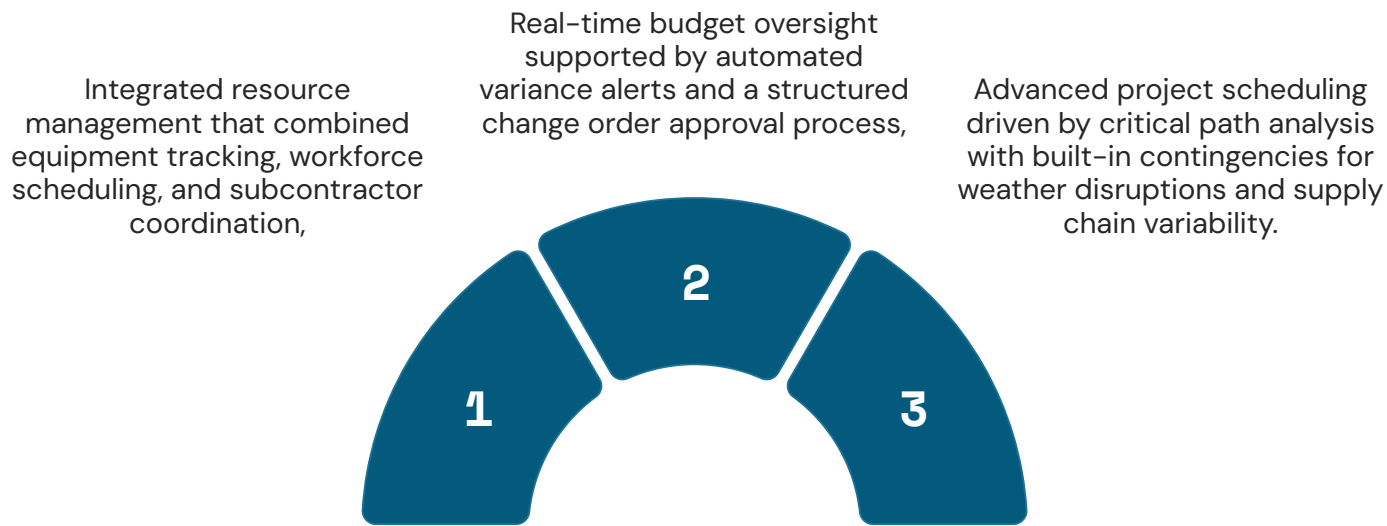 Integrated resource
management that combined
equipment tracking, workforce
scheduling, and subcontractor
coordination,
Real-time budget oversight
supported by automated
variance alerts and a structured
change order approval process,
Advanced project scheduling
driven by critical path analysis
with built-in contingencies for
weather disruptions and supply
chain variability.
1
2
3